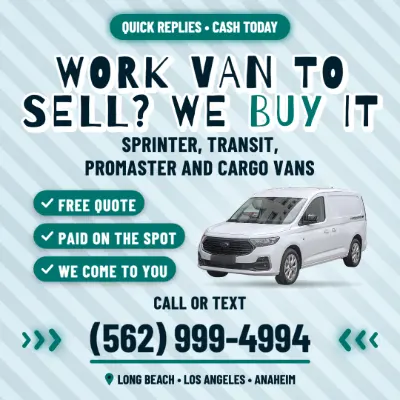 QUICK REPLIES • CASH TODAY
WORK VAN TO
SELL? WE BUY IT
SPRINTER, TRANSIT,
PROMASTER AND CARGO VANS
FREE QUOTE
PAID ON THE SPOT
WE COME TO YOU
CALL OR TEXT
(562) 999-4994
LONG BEACH • LOS ANGELES • ANAHEIM